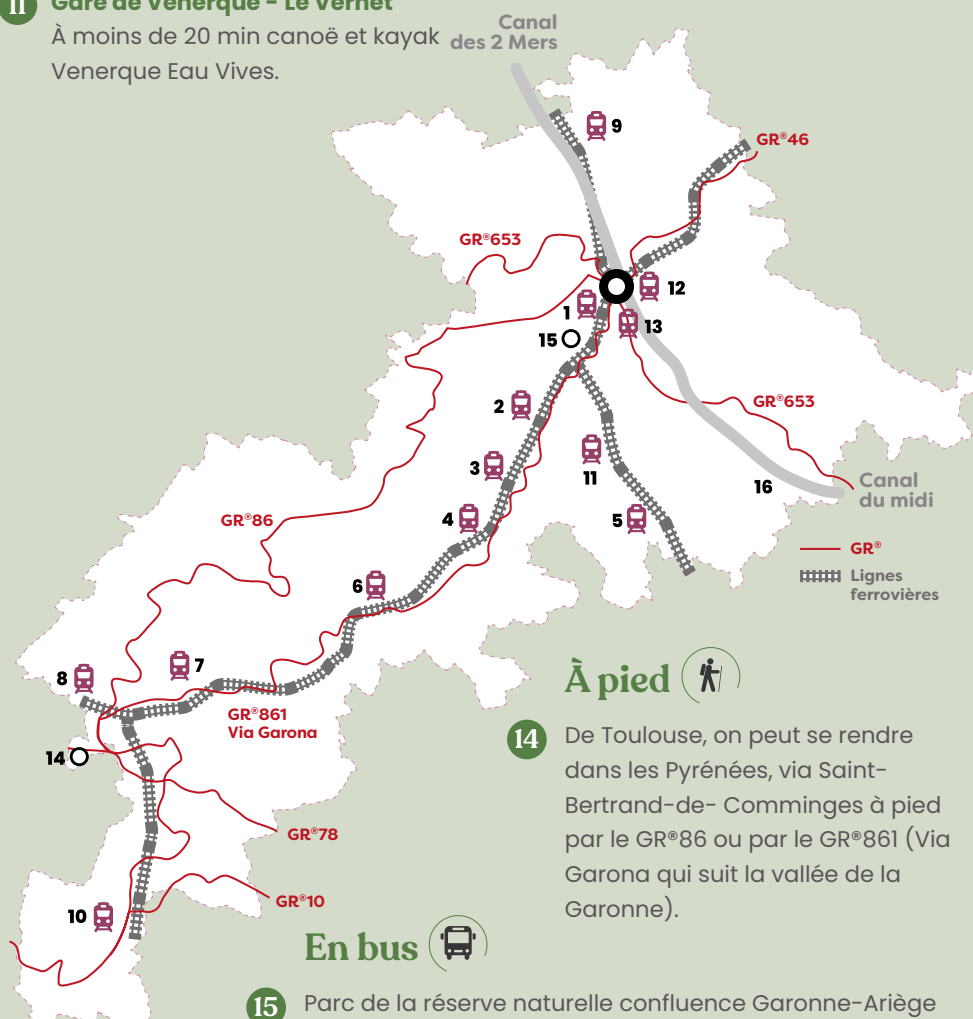 11 Gare de Venerque - Le Vernet
À moins de 20 min canoë et kayak
Venerque Eau Vives.
Canal
des 2 Mers
9
GR®46
GR®653
12
1
13
15
2
GR®653
3
11
16
Canal
du midi
4
5
GR®86
GR®
Lignes
ferrovières
6
7
8
GR®861
Via Garona
14
GR®78
GR®10
10
À pied
14 De Toulouse, on peut se rendre
dans les Pyrénées, via Saint-
Bertrand-de- Comminges à pied
par le GR®86 ou par le GR®861 (Via
Garona qui suit la vallée de la
Garonne).
En bus
15 Parc de la réserve naturelle confluence Garonne-Ariège